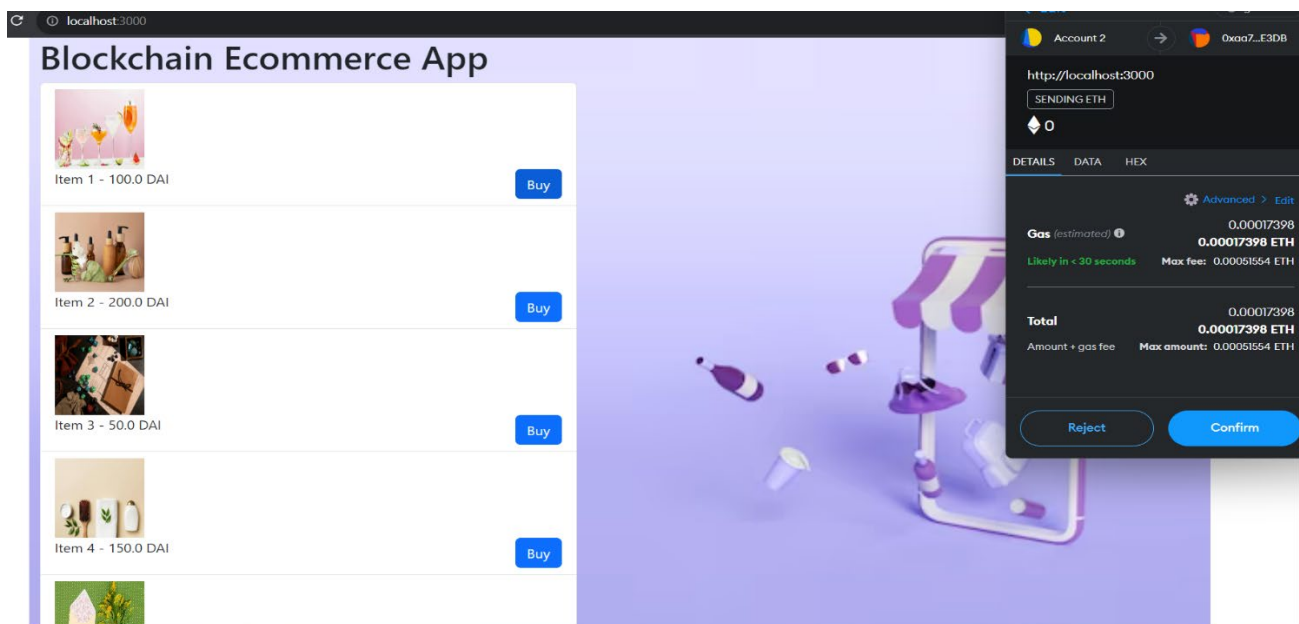 localhost:3000
Blockchain Ecommerce App
Item 1 - 100.0 DAI
Buy
Item 2 - 200.0 DAI
Buy
Item 3 - 50.0 DAI
Buy
Item 4 - 150.0 DAI
Buy
Account 2
0xaa7...E3DB
http://localhost:3000
SENDING ETH
0
DETAILS DATA HEX
Advanced > Edit
0.00017398
Gas (estimated) 0.00017398 ETH
Likely in < 30 seconds Max fee: 0.00051554 ETH
0.00017398
Total 0.00017398 ETH
Amount + gas fee Max amount: 0.00051554 ETH
Reject Confirm